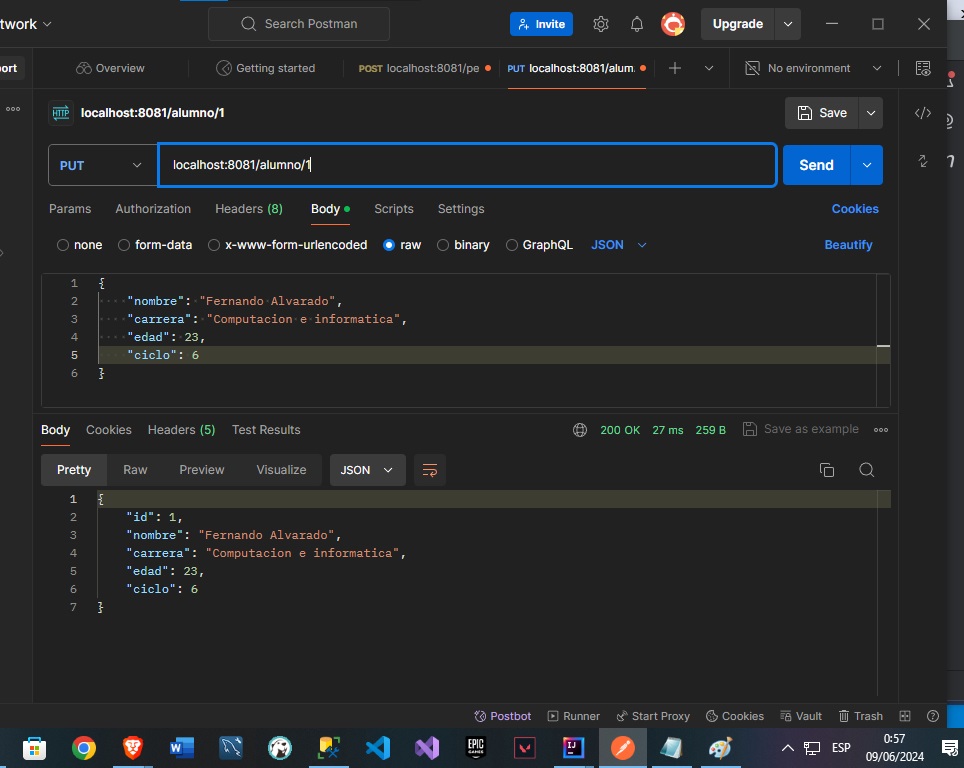 twork
Search Postman
Invite
Upgrade
ort
Overview
Getting started
POST localhost:8081/pe
PUT localhost:8081/alum.
No environment
HTTP localhost:8081/alumno/1
Save
PUT
localhost:8081/alumno/1
Send
Params
Authorization
Headers (8)
Body
Scripts
Settings
Cookies
none
form-data
x-www-form-urlencoded
raw
binary
GraphQL
JSON
Beautify
1 {
2 "nombre": "Fernando Alvarado",
3 "carrera": "Computacion e informatica",
4 "edad": 23,
5 "ciclo": 6
6 }
Body
Cookies
Headers (5)
Test Results
200 OK
27 ms
259 B
Save as example
Pretty
Raw
Preview
Visualize
JSON
1 {
2 "id": 1,
3 "nombre": "Fernando Alvarado",
4 "carrera": "Computacion e informatica",
5 "edad": 23,
6 "ciclo": 6
7 }
Postbot
Runner
Start Proxy
Cookies
Vault
Trash
EPIC
GAMES
IJ
ESP
0:57
09/06/2024